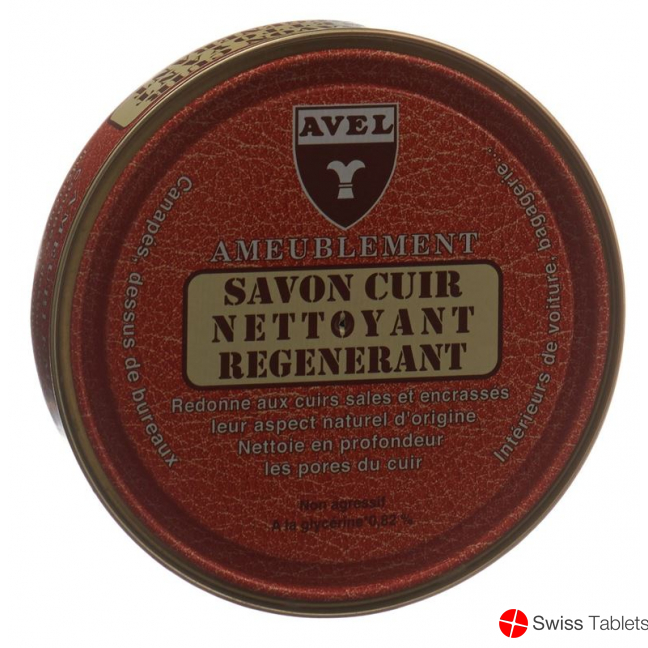 AVEL
AMEUBLEMENT
SAVON CUIR
NETTOYANT
REGENERANT
Redonne aux cuirs sales et encrassés
leur aspect naturel d'origine
Nettoie en profondeur
les pores du cuir
Non agressif
A la glycérine 0,82 %
Canapés, dessus de bureaux
Intérieurs de voiture, bagagerie...
Swiss Tablets